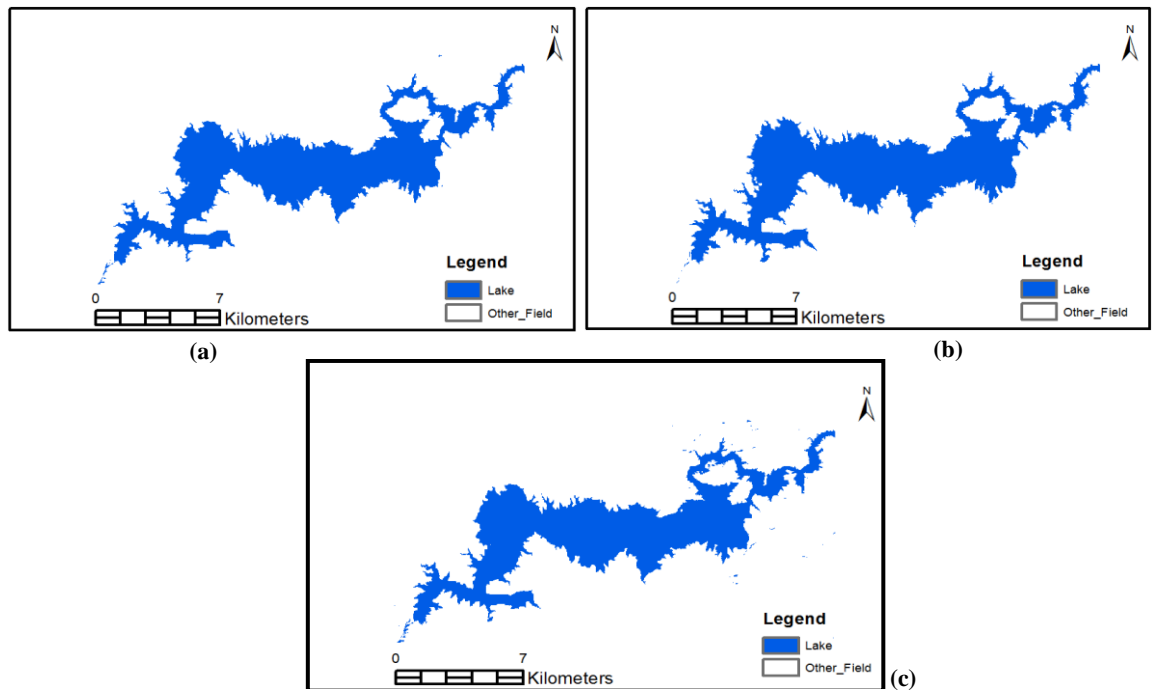 N
Legend
Lake
Other_Field
0 7
Kilometers
(a)
N
Legend
Lake
Other_Field
0 7
Kilometers
(b)
N
Legend
Lake
Other_Field
0 7
Kilometers
(c)